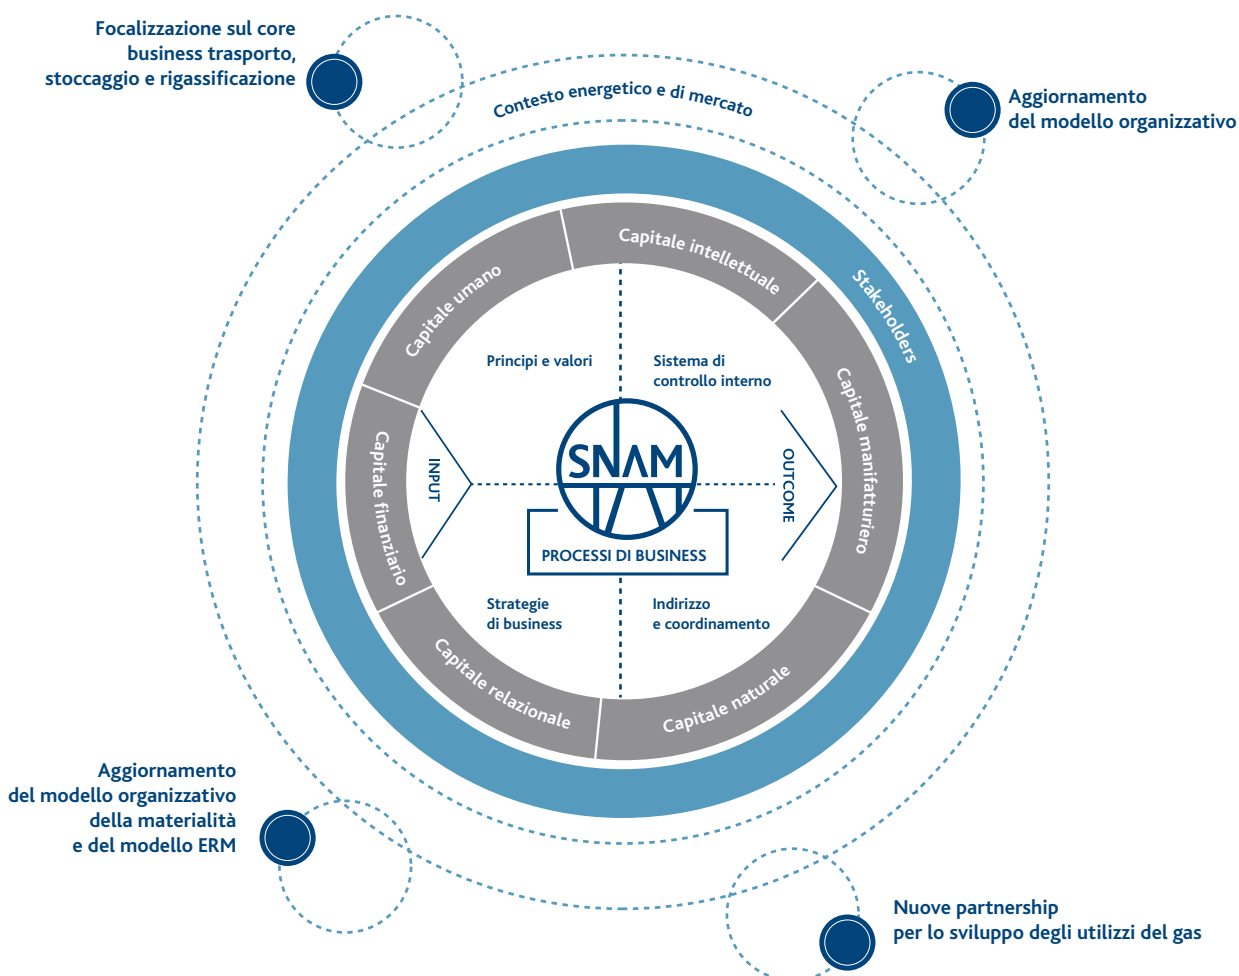 Focalizzazione sul core
business trasporto,
stoccaggio e rigassificazione
Contesto energetico e di mercato
Aggiornamento
del modello organizzativo
Stakeholders
Capitale umano
Capitale intellettuale
Capitale manifatturiero
Capitale finanziario
Capitale relazionale
Capitale naturale
Principi e valori
Sistema di
controllo interno
INPUT
SNAM
OUTCOME
PROCESSI DI BUSINESS
Strategie
di business
Indirizzo
e coordinamento
Aggiornamento
del modello organizzativo
della materialità
e del modello ERM
Nuove partnership
per lo sviluppo degli utilizzi del gas